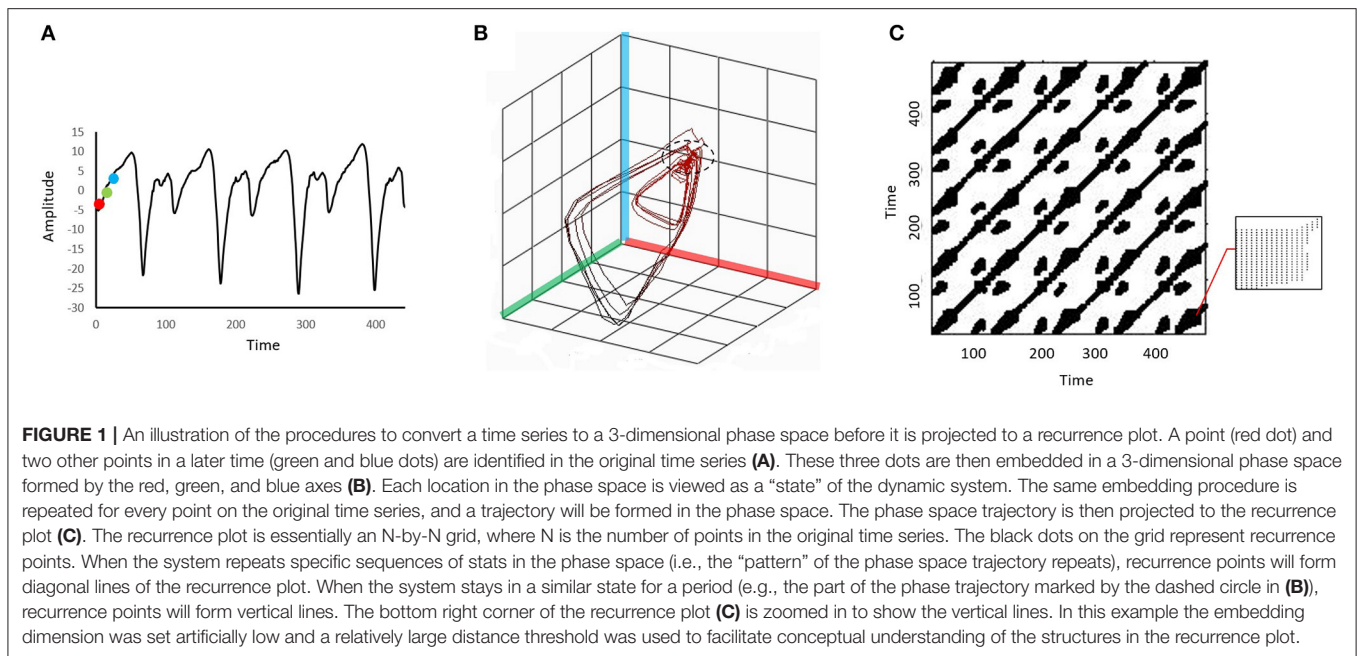 A
B
C
15
10
5
0
-5
-10
-15
-20
-25
-30
Amplitude
0 100 200 300 400
Time
400
300
200
100
Time
100 200 300 400
Time
FIGURE 1 | An illustration of the procedures to convert a time series to a 3-dimensional phase space before it is projected to a recurrence plot. A point (red dot) and
two other points in a later time (green and blue dots) are identified in the original time series (A). These three dots are then embedded in a 3-dimensional phase space
formed by the red, green, and blue axes (B). Each location in the phase space is viewed as a “state” of the dynamic system. The same embedding procedure is
repeated for every point on the original time series, and a trajectory will be formed in the phase space. The phase space trajectory is then projected to the recurrence
plot (C). The recurrence plot is essentially an N-by-N grid, where N is the number of points in the original time series. The black dots on the grid represent recurrence
points. When the system repeats specific sequences of stats in the phase space (i.e., the “pattern” of the phase space trajectory repeats), recurrence points will form
diagonal lines of the recurrence plot. When the system stays in a similar state for a period (e.g., the part of the phase trajectory marked by the dashed circle in (B)),
recurrence points will form vertical lines. The bottom right corner of the recurrence plot (C) is zoomed in to show the vertical lines. In this example the embedding
dimension was set artificially low and a relatively large distance threshold was used to facilitate conceptual understanding of the structures in the recurrence plot.